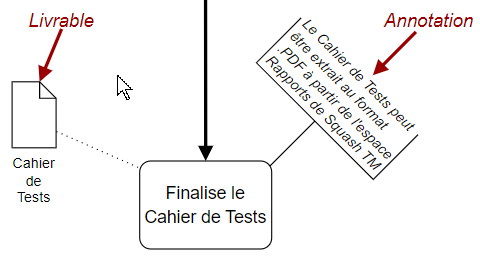 Livrable
Annotation
Le Cahier de Tests peut
être extrait au format
.PDF à partir de l'espace
Rapports de Squash TM
Cahier
de
Tests
Finalise le
Cahier de Tests